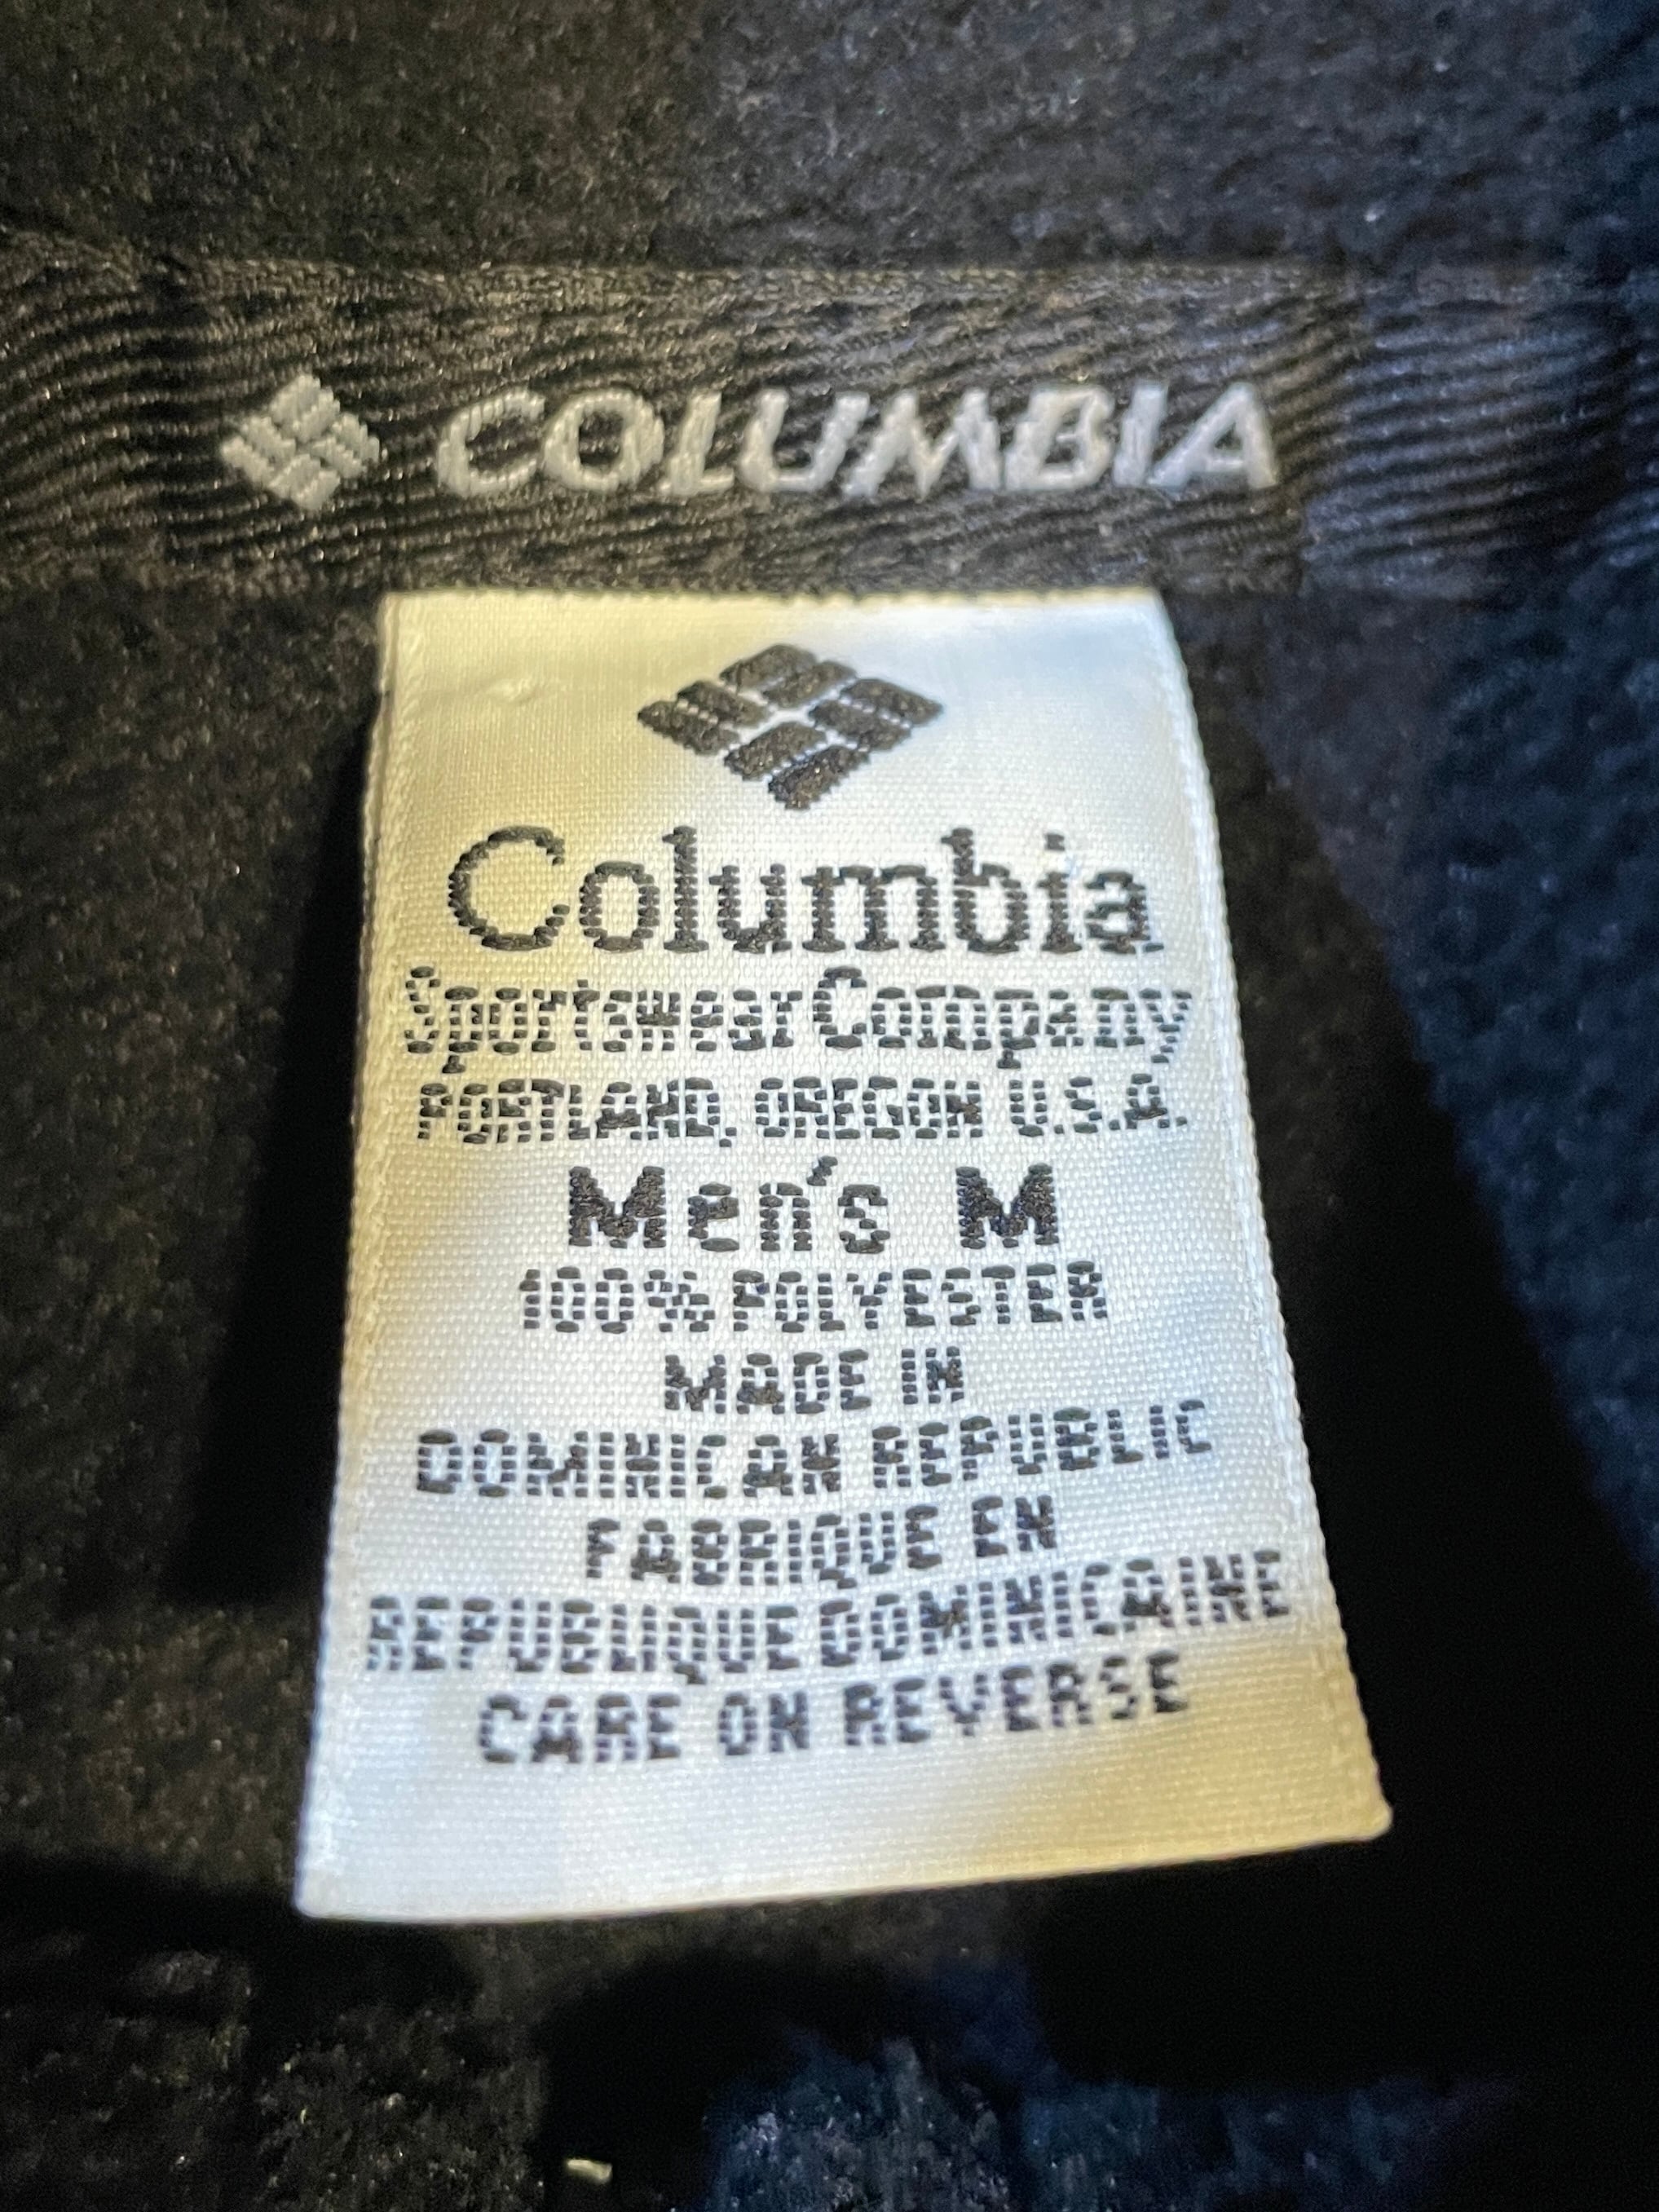 COLUMBIA
Columbia
Sportswear Company
PORTLAND, OREGON U.S.A.
Men's M
100% POLYESTER
MADE IN
DOMINICAN REPUBLIC
FABRIQUE EN
REPUBLIQUE DOMINICAINE
CARE ON REVERSE